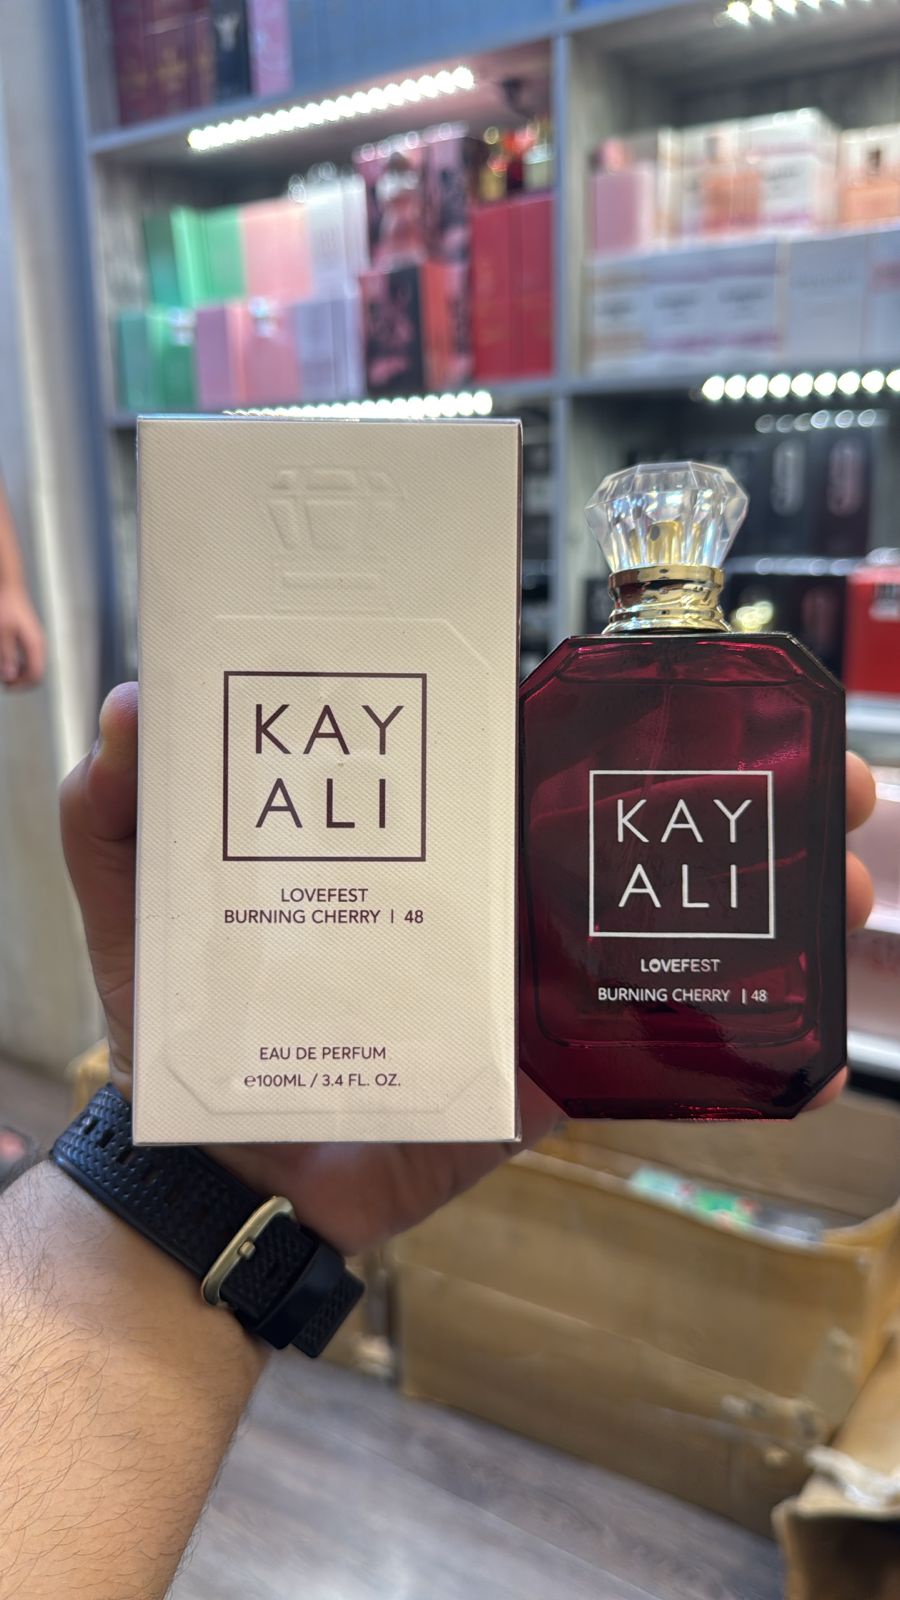 KAY
ALI
LOVEFEST
BURNING CHERRY | 48
EAU DE PERFUM
℮100ML / 3.4 FL. OZ.
KAY
ALI
LOVEFEST
BURNING CHERRY | 48